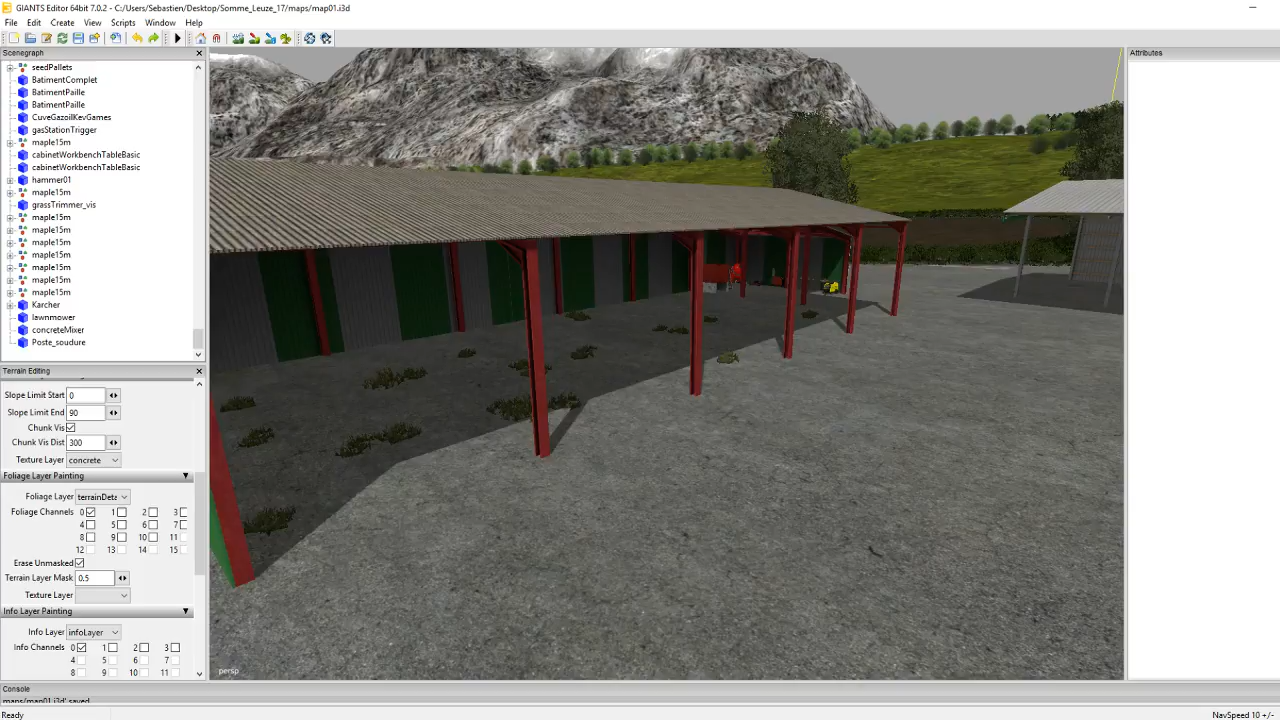 GIANTS Editor 64bit v7.0.2 - C:/Users/Sebastien/Desktop/Somme_Leuze_17/maps/map01.i3d
File Edit Create View Scripts Window Help
Scenegraph
Attributes
seedPallets
BatimentComplet
BatimentPaille
BatimentPaille
CuveGazoilKevGames
gasStationTrigger
maple15m
cabinetWorkbenchTableBasic
cabinetWorkbenchTableBasic
hammer01
maple15m
grassTrimmer_vis
maple15m
maple15m
maple15m
maple15m
maple15m
maple15m
maple15m
Karcher
lawnmower
concreteMixer
Poste_soudure
Terrain Editing
Slope Limit Start 0
Slope Limit End 90
Chunk Vis
Chunk Vis Dist 300
Texture Layer concrete
Foliage Layer Painting
Foliage Layer terrainDeta
Foliage Channels 0 1 2 3
4 5 6 7
8 9 10 11
12 13 14 15
Erase Unmasked
Terrain Layer Mask 0.5
Texture Layer
Info Layer Painting
Info Layer infoLayer
Info Channels 0 1 2 3
4 5 6 7
8 9 10 11
persp
Console
maps/map01.i3d' saved
Ready
NavSpeed 10 +/-